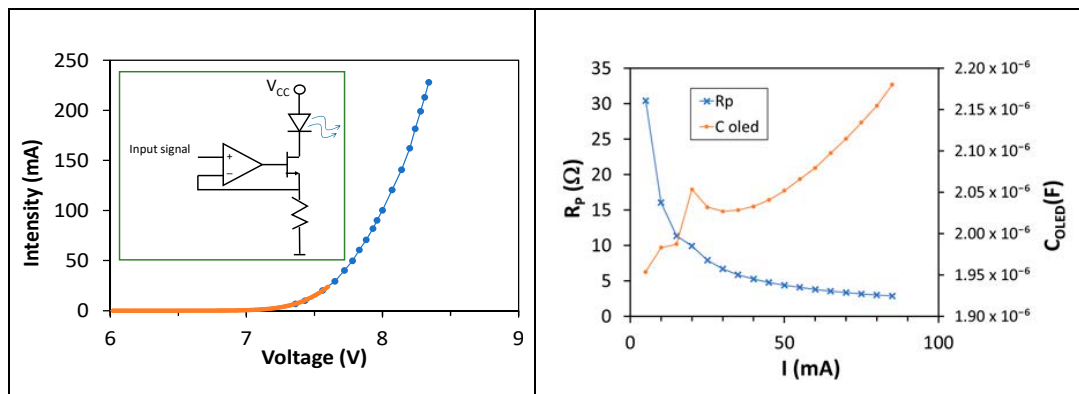 250
200
150
100
50
0
Intensity (mA)
6
7
8
9
Voltage (V)
V_CC
Input signal
+
−
35
30
25
20
15
10
5
0
R_P (Ω)
Rp
C oled
0
50
100
I (mA)
2.20 x 10⁻⁶
2.15 x 10⁻⁶
2.10 x 10⁻⁶
2.05 x 10⁻⁶
2.00 x 10⁻⁶
1.95 x 10⁻⁶
1.90 x 10⁻⁶
C_OLED(F)